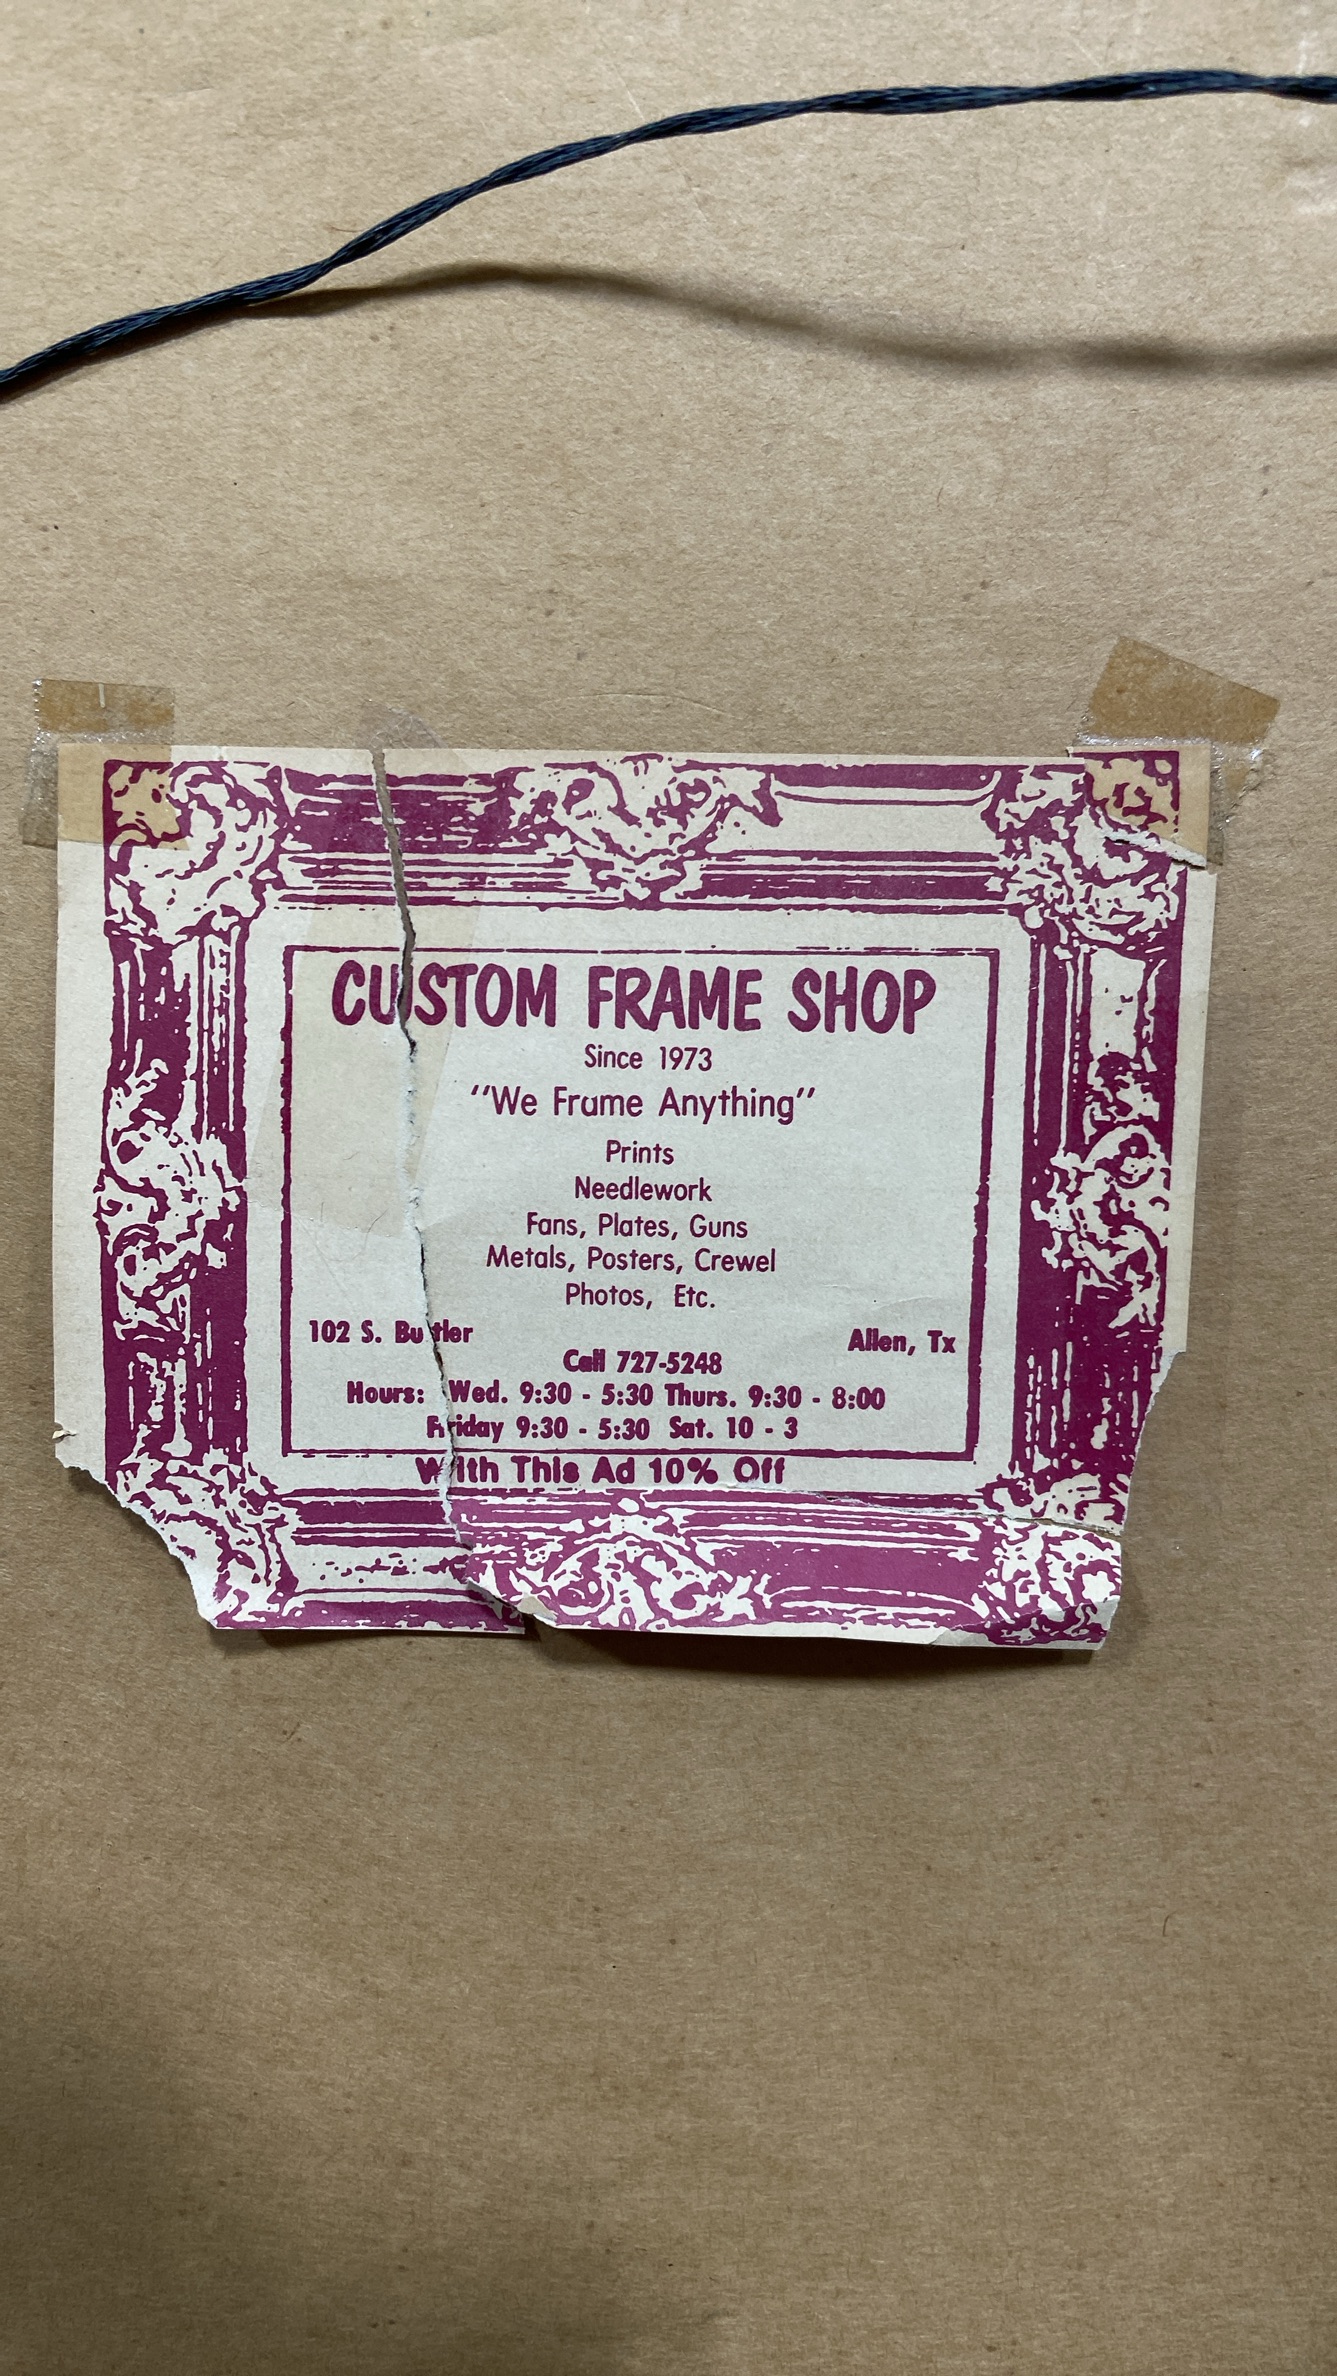 CUSTOM FRAME SHOP
Since 1973
"We Frame Anything"
Prints
Needlework
Fans, Plates, Guns
Metals, Posters, Crewel
Photos, Etc.
102 S. Butler Allen, Tx
Call 727-5248
Hours: Wed. 9:30 - 5:30 Thurs. 9:30 - 8:00
Friday 9:30 - 5:30 Sat. 10 - 3
With This Ad 10% Off